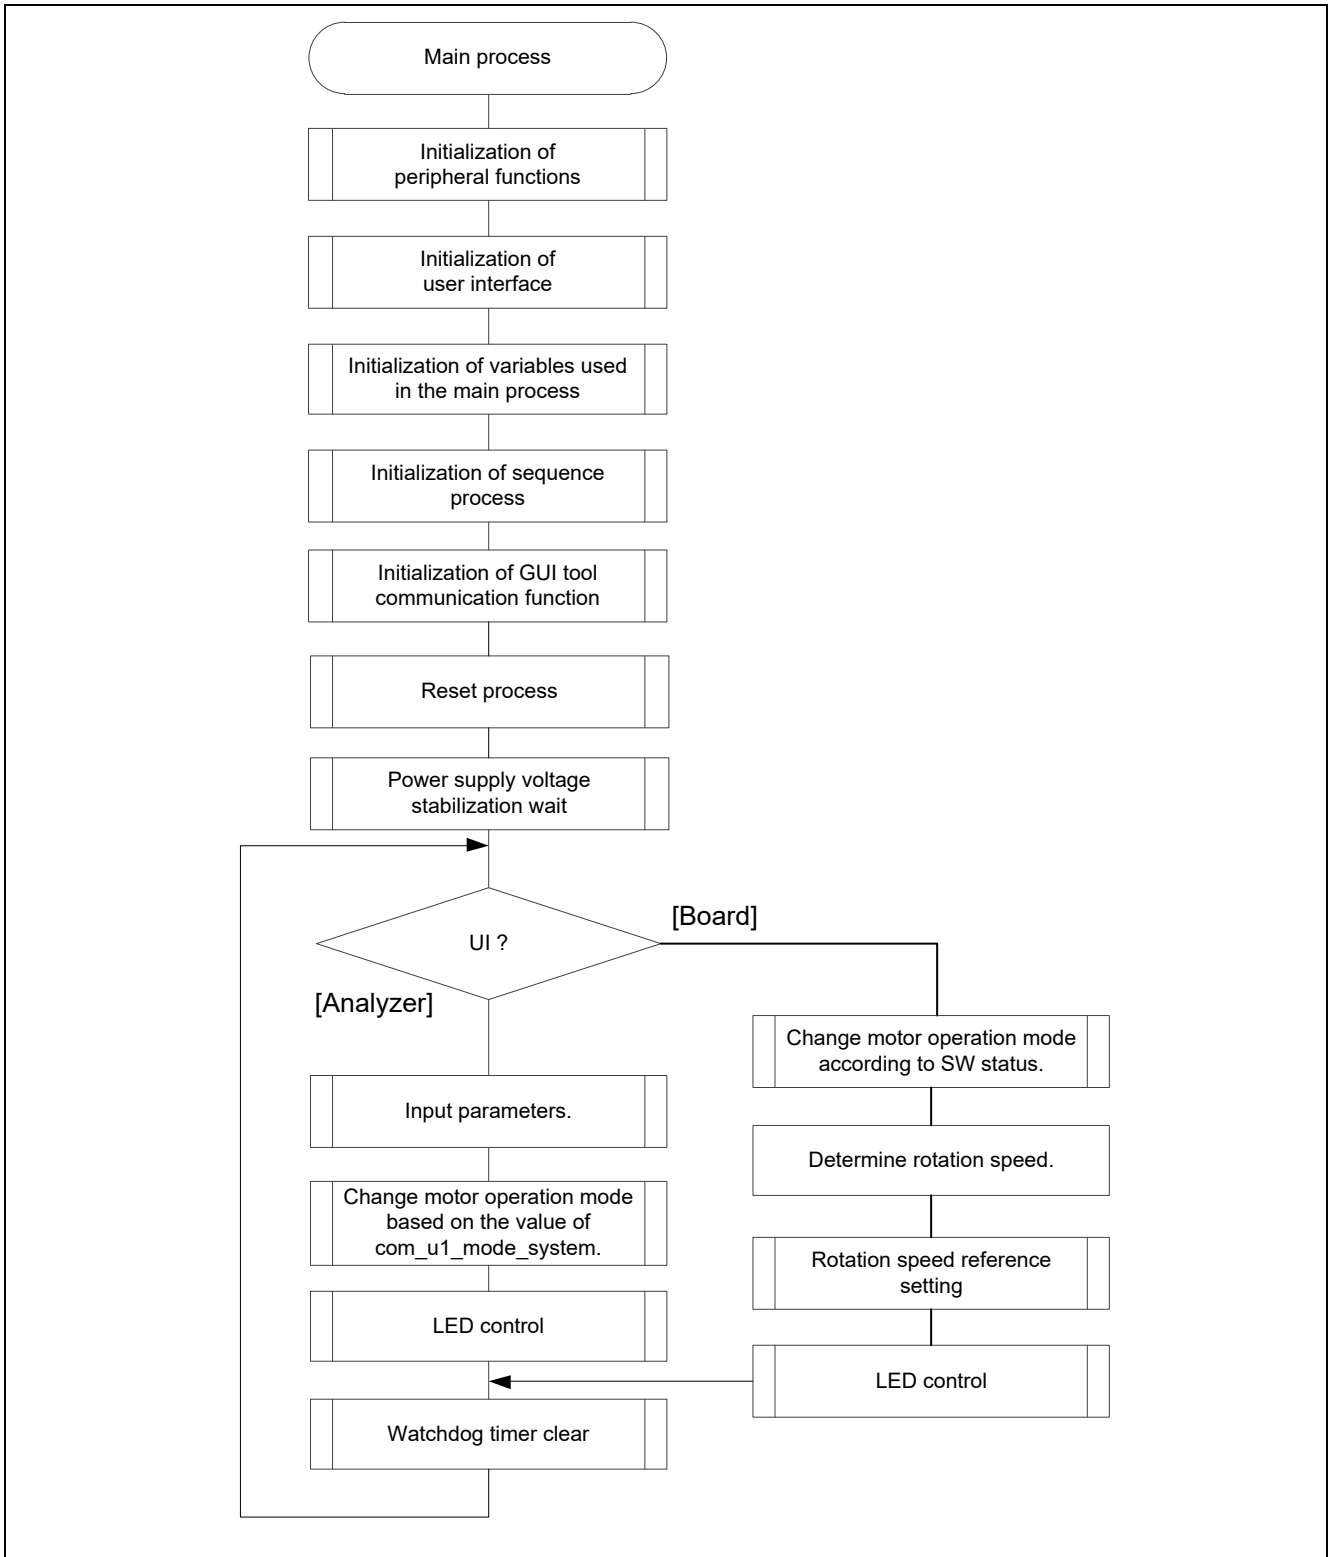 Main process
Initialization of
peripheral functions
Initialization of
user interface
Initialization of variables used
in the main process
Initialization of sequence
process
Initialization of GUI tool
communication function
Reset process
Power supply voltage
stabilization wait
UI ?
[Board]
[Analyzer]
Input parameters.
Change motor operation mode
based on the value of
com_u1_mode_system.
LED control
Change motor operation mode
according to SW status.
Determine rotation speed.
Rotation speed reference
setting
LED control
Watchdog timer clear